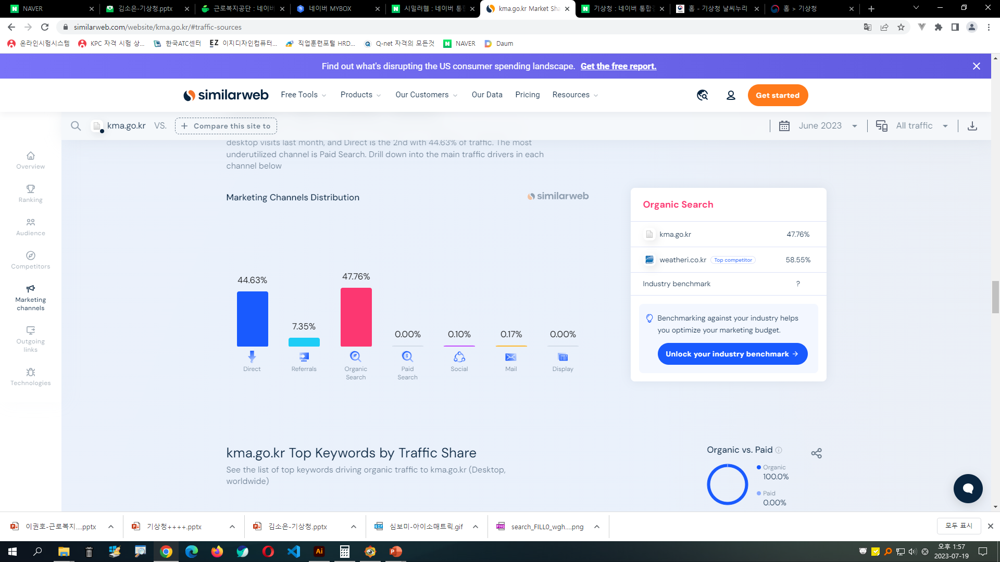 NAVER
김소은-기상청.pptx
근로복지공단 : 네이버
네이버 MYBOX
시밀러웹 : 네이버 통합
kma.go.kr Market Sha
기상청 : 네이버 통합검
홈 - 기상청 날씨누리
홈 > 기상청
similarweb.com/website/kma.go.kr/#traffic-sources
온라인시험시스템
KPC 자격 시험 상...
한국ATC센터
EZ 이지디자인컴퓨터...
직업훈련포털 HRD...
Q-net 자격의 모든것
NAVER
Daum
Find out what's disrupting the US consumer spending landscape. Get the free report.
similarweb
Free Tools
Products
Our Customers
Our Data
Pricing
Resources
Get started
kma.go.kr VS. + Compare this site to
June 2023
All traffic
desktop visits last month, and Direct is the 2nd with 44.63% of traffic. The most
underutilized channel is Paid Search. Drill down into the main traffic drivers in each
channel below
Overview
Ranking
Audience
Competitors
Marketing
channels
Outgoing
links
Technologies
Marketing Channels Distribution
similarweb
44.63%
7.35%
47.76%
0.00%
0.10%
0.17%
0.00%
Direct
Referrals
Organic
Search
Paid
Search
Social
Mail
Display
Organic Search
kma.go.kr 47.76%
weatheri.co.kr Top competitor 58.55%
Industry benchmark ?
Benchmarking against your industry helps
you optimize your marketing budget.
Unlock your industry benchmark →
kma.go.kr Top Keywords by Traffic Share
See the list of top keywords driving organic traffic to kma.go.kr (Desktop,
worldwide)
Organic vs. Paid
Organic
100.0%
Paid
0.00%
이권호-근로복지....pptx
기상청++++.pptx
김소은-기상청.pptx
심보미-아이소매트릭.gif
search_FILL0_wgh....png
모두 표시
오후 1:57
2023-07-19